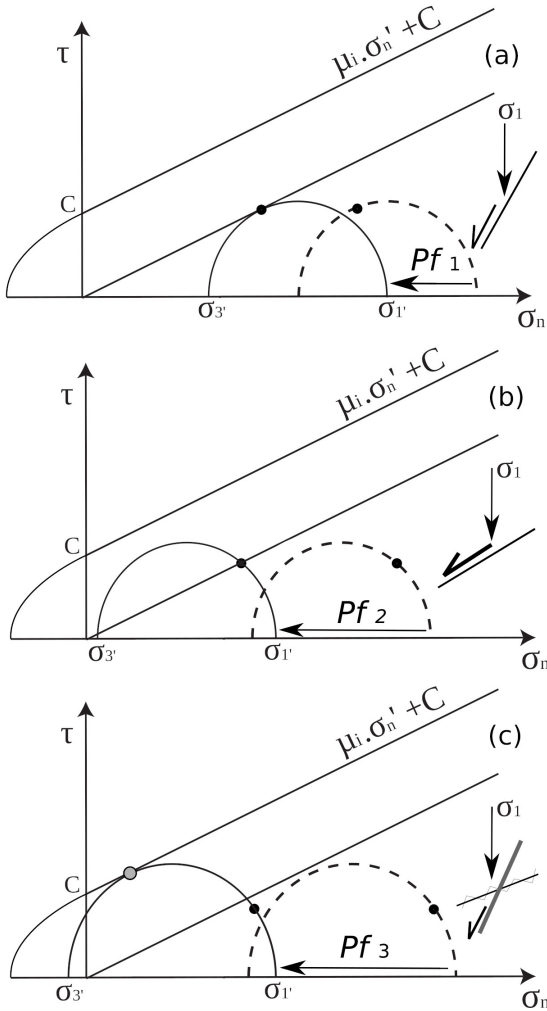 τ
μi.σn'+C
(a)
σ1
C
Pf 1
σ3'
σ1'
σn
τ
μi.σn'+C
(b)
σ1
C
Pf 2
σ3'
σ1'
σn
τ
μi.σn'+C
(c)
σ1
C
Pf 3
σ3'
σ1'
σn